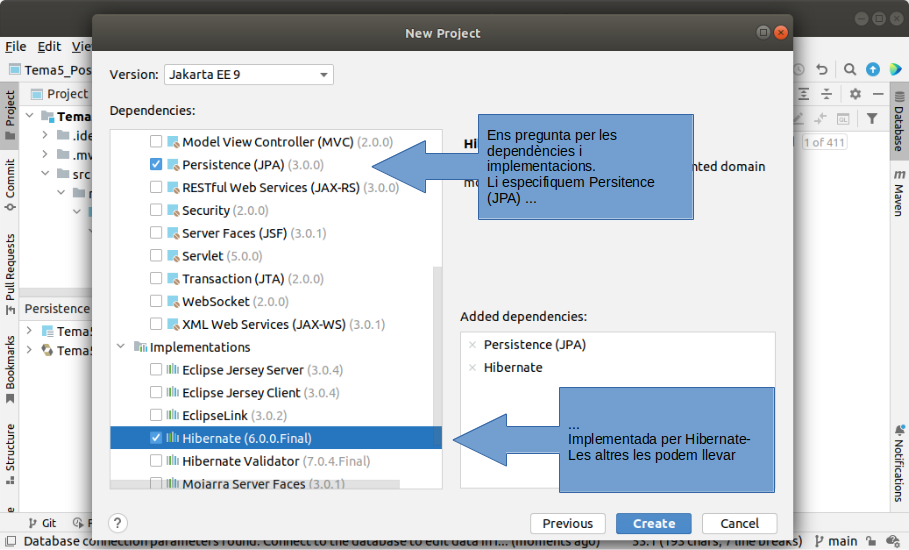 New Project
File Edit Vie
Tema5_Pos
Project
Version: Jakarta EE 9
Dependencies:
Model View Controller (MVC) (2.0.0)
Persistence (JPA) (3.0.0)
RESTful Web Services (JAX-RS) (3.0.0)
Security (2.0.0)
Server Faces (JSF) (3.0.1)
Servlet (5.0.0)
Transaction (JTA) (2.0.0)
WebSocket (2.0.0)
XML Web Services (JAX-WS) (3.0.1)
Implementations
Eclipse Jersey Server (3.0.4)
Eclipse Jersey Client (3.0.4)
EclipseLink (3.0.2)
Hibernate (6.0.0.Final)
Hibernate Validator (7.0.4.Final)
Mojarra Server Faces (3.0.1)
Ens pregunta per les
dependències i
implementacions.
Li especifiquem Persitence
(JPA) ...
Hi
nted domain
mo
Added dependencies:
Persistence (JPA)
Hibernate
...
Implementada per Hibernate-
Les altres les podem llevar
? Previous Create Cancel
Project
Commit
Pull Requests
Bookmarks
Structure
Tema
.ide
.mv
src
Persistence
Tema5
Tema5
1 of 411
Database
Maven
Notifications
Git
Database connection parameters found. Connect to the database to edit data in t... (moments ago) 53:1 (193 chars, 7 line breaks) main